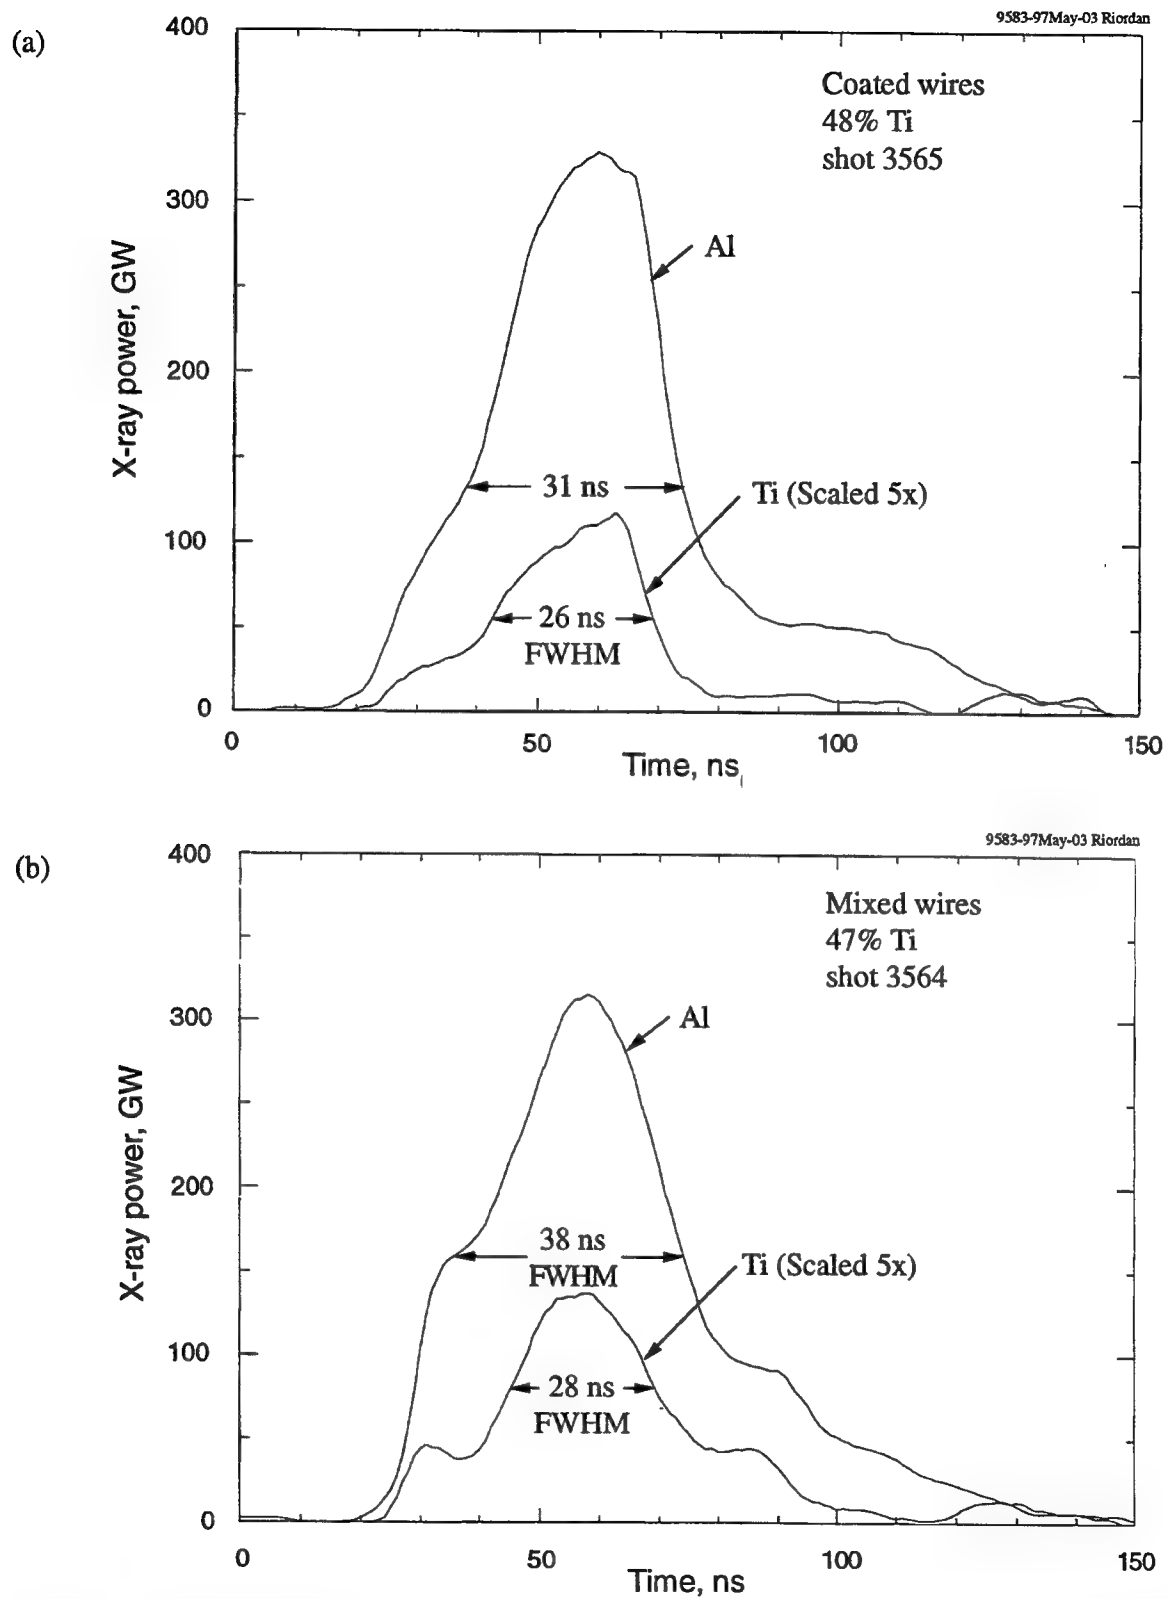 9583-97May-03 Riordan
(a)
400
300
200
100
0
X-ray power, GW
Coated wires
48% Ti
shot 3565
Al
31 ns
Ti (Scaled 5x)
26 ns
FWHM
0 50 100 150
Time, ns
9583-97May-03 Riordan
(b)
400
300
200
100
0
X-ray power, GW
Mixed wires
47% Ti
shot 3564
Al
38 ns
FWHM
Ti (Scaled 5x)
28 ns
FWHM
0 50 100 150
Time, ns